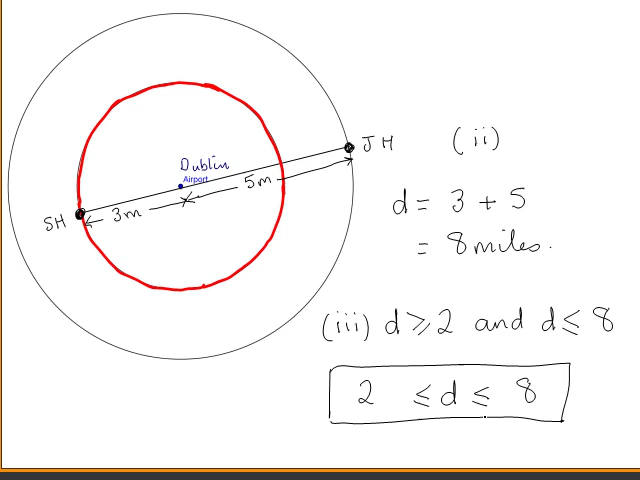 JH (ii)
Dublin
Airport
5m
d = 3 + 5
SH 3m
= 8 miles.
(iii) d ≥ 2 and d ≤ 8
2 ≤ d ≤ 8